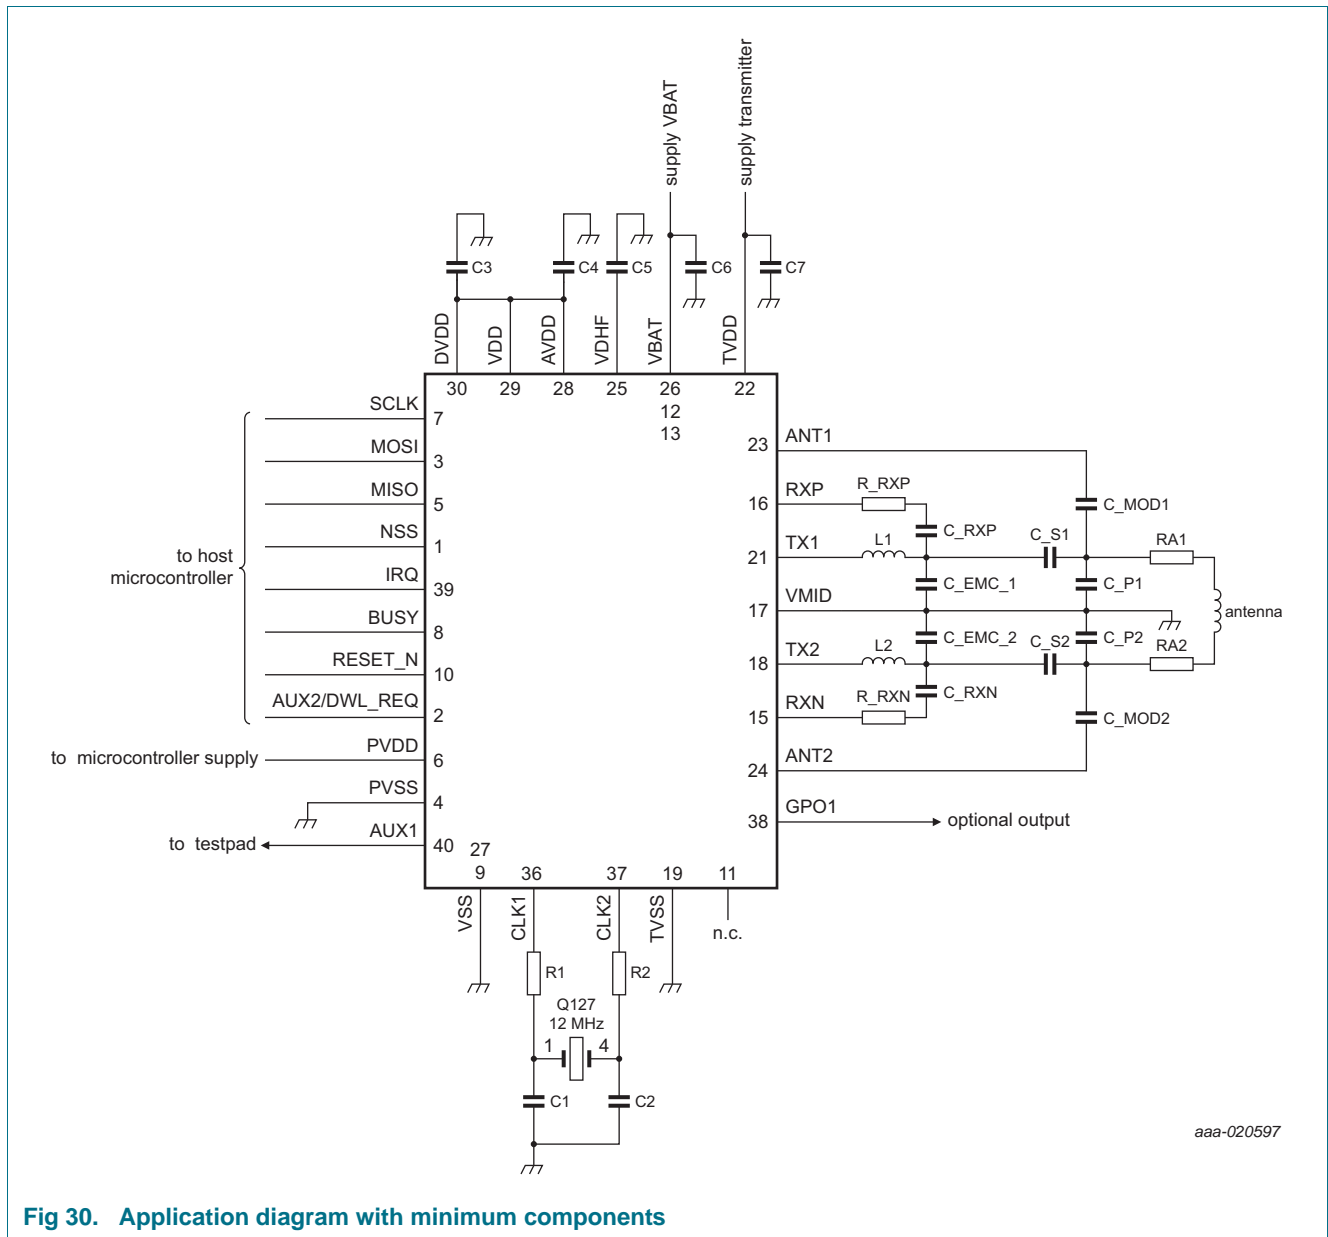 supply VBAT
supply transmitter
C3
C4
C5
C6
C7
DVDD
VDD
AVDD
VDHF
VBAT
TVDD
30
29
28
25
26
22
12
13
SCLK
7
MOSI
3
MISO
5
NSS
1
IRQ
39
BUSY
8
RESET_N
10
AUX2/DWL_REQ
2
to host
microcontroller
PVDD
6
to microcontroller supply
PVSS
4
AUX1
40
to testpad
23
ANT1
16
RXP
R_RXP
C_RXP
21
TX1
L1
C_S1
C_MOD1
RA1
C_EMC_1
C_P1
17
VMID
antenna
C_EMC_2
C_P2
18
TX2
L2
C_S2
RA2
15
RXN
R_RXN
C_RXN
C_MOD2
24
ANT2
38
GPO1
optional output
27
9
36
37
19
11
VSS
CLK1
CLK2
TVSS
n.c.
R1
R2
Q127
12 MHz
1
4
C1
C2
aaa-020597
Fig 30. Application diagram with minimum components